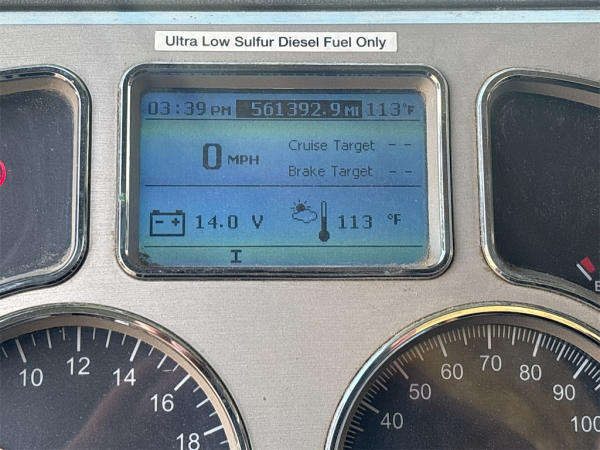 Ultra Low Sulfur Diesel Fuel Only
03:39 PM 561392.9 MI 113°F
0 MPH
Cruise Target - -
Brake Target - -
- + 14.0 V 113 °F
I
10 12 14 16 18
40 50 60 70 80 90 100
E